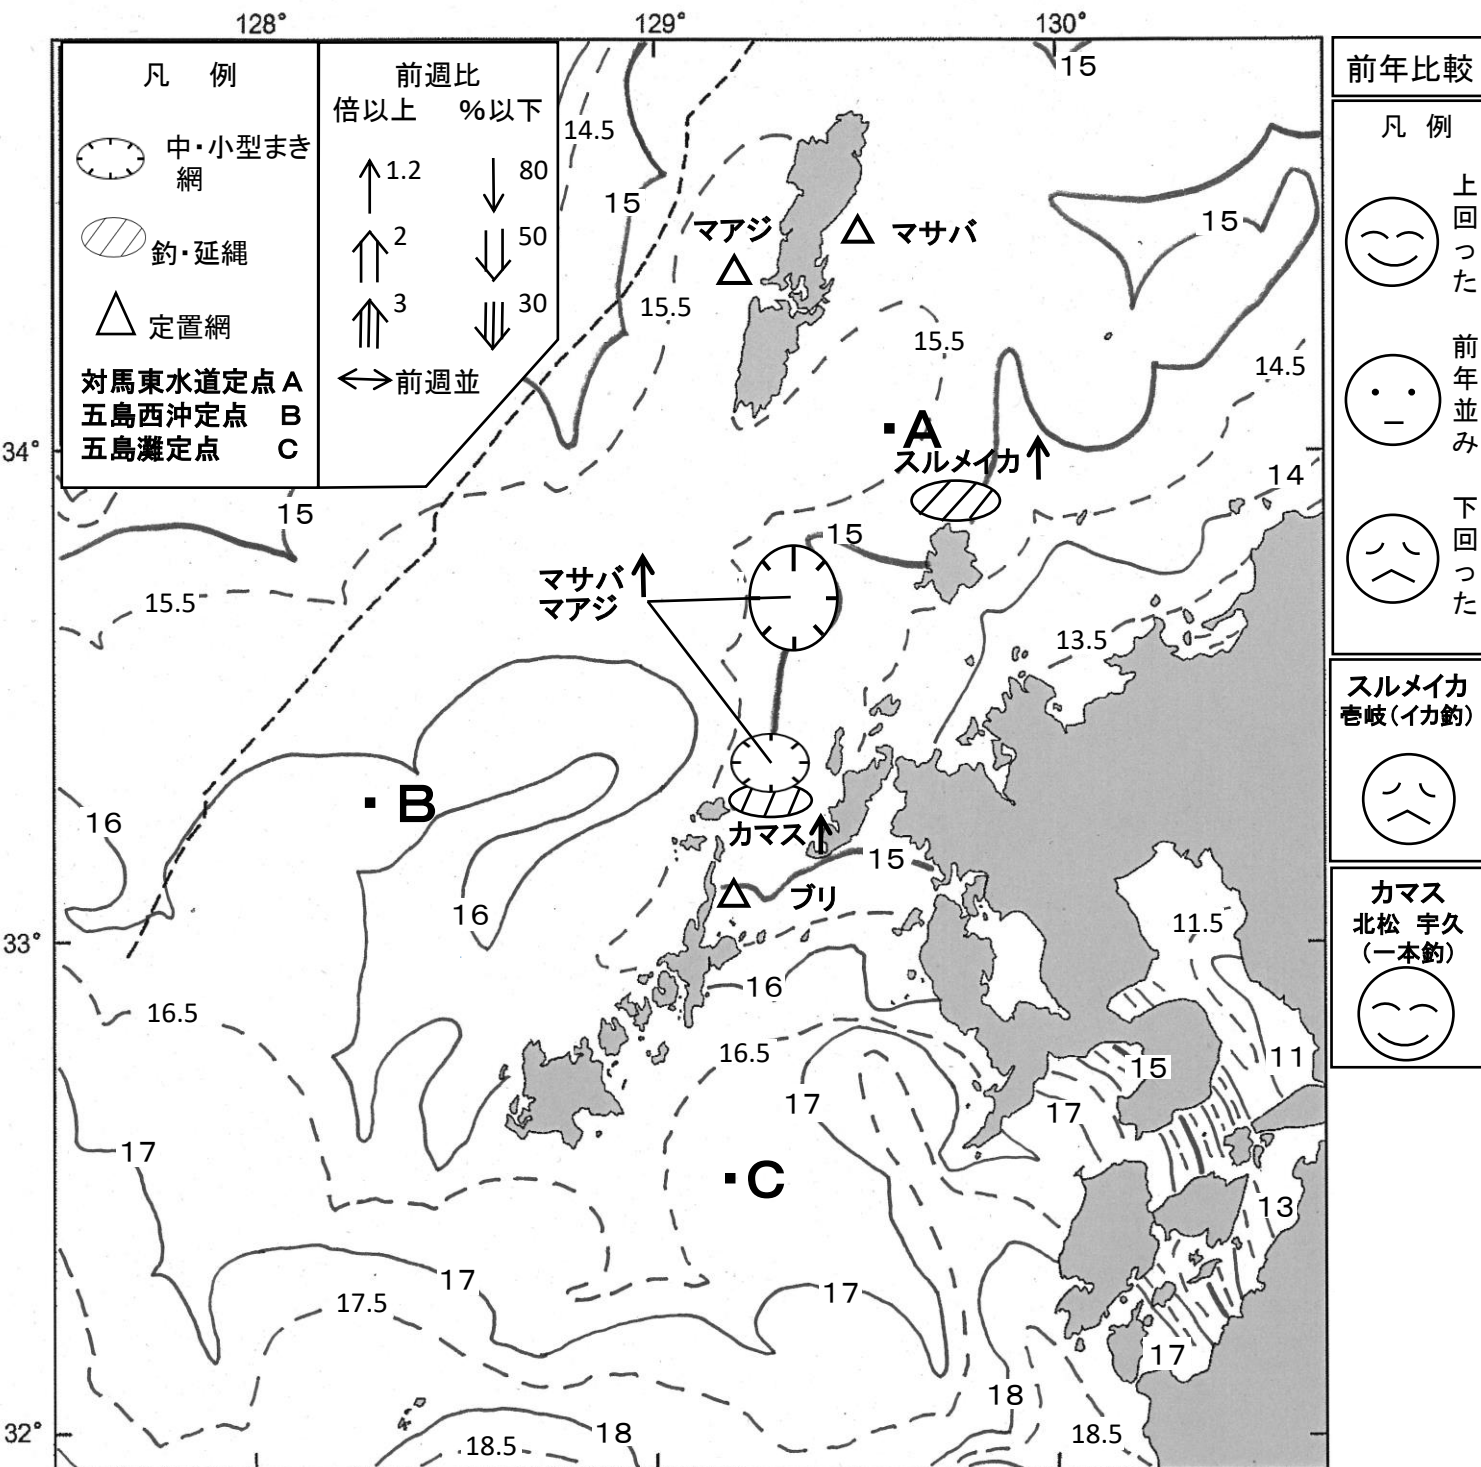 128°
129°
130°
凡 例
中・小型まき
網
釣・延縄
定置網
対馬東水道定点 A
五島西沖定点 B
五島灘定点 C
前週比
倍以上 %以下
1.2 80
2 50
3 30
前週並
34°
33°
32°
15
14.5
15
15
15.5
15.5
14.5
14
マアジ
マサバ
A
スルメイカ
15
15
15.5
マサバ
マアジ
13.5
16
B
カマス
15
16
ブリ
11.5
16
16.5
16.5
15
11
17
17
17
C
13
17
17
17.5
17
18
18
18.5
18.5
前年比較
凡 例
上回った
前年並み
下回った
スルメイカ
壱岐(イカ釣)
カマス
北松 宇久
(一本釣)